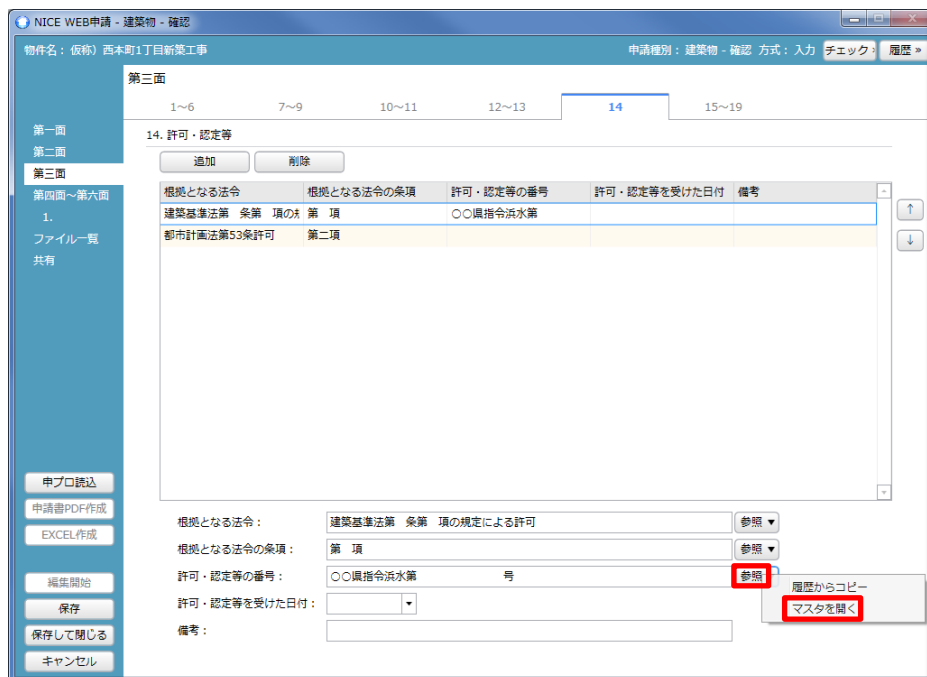 NICE WEB申請 - 建築物 - 確認
物件名： 仮称）西本町1丁目新築工事
申請種別： 建築物 - 確認 方式： 入力 チェック » 履歴 »
第三面
1～6 7～9 10～11 12～13 14 15～19
第一面
第二面
第三面
第四面～第六面
1.
ファイル一覧
共有
14. 許可・認定等
追加 削除
根拠となる法令 根拠となる法令の条項 許可・認定等の番号 許可・認定等を受けた日付 備考
建築基準法第　条第　項の 第　項 〇〇県指令浜水第
都市計画法第53条許可 第二項
↑
↓
申プロ読込
申請書PDF作成
EXCEL作成
編集開始
保存
保存して閉じる
キャンセル
根拠となる法令： 建築基準法第　条第　項の規定による許可 参照 ▼
根拠となる法令の条項： 第　項 参照 ▼
許可・認定等の番号： 〇〇県指令浜水第　　　　　　号 参照
許可・認定等を受けた日付：
備考：
履歴からコピー
マスタを開く